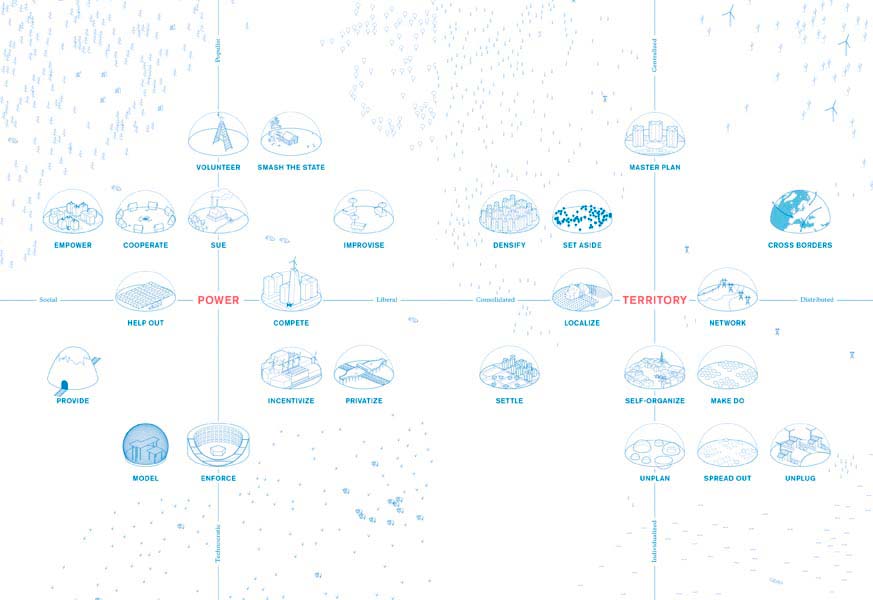 Populist
Centralized
VOLUNTEER
SMASH THE STATE
MASTER PLAN
EMPOWER
COOPERATE
SUE
IMPROVISE
DENSIFY
SET ASIDE
CROSS BORDERS
Social
POWER
Liberal
Consolidated
TERRITORY
Distributed
HELP OUT
COMPETE
LOCALIZE
NETWORK
PROVIDE
INCENTIVIZE
PRIVATIZE
SETTLE
SELF-ORGANIZE
MAKE DO
MODEL
ENFORCE
UNPLAN
SPREAD OUT
UNPLUG
Technocratic
Individualized